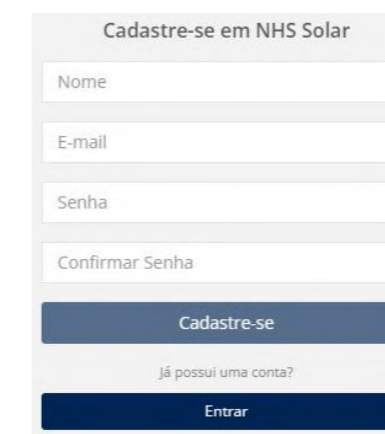 Cadastre-se em NHS Solar
Nome
E-mail
Senha
Confirmar Senha
Cadastre-se
Já possui uma conta?
Entrar